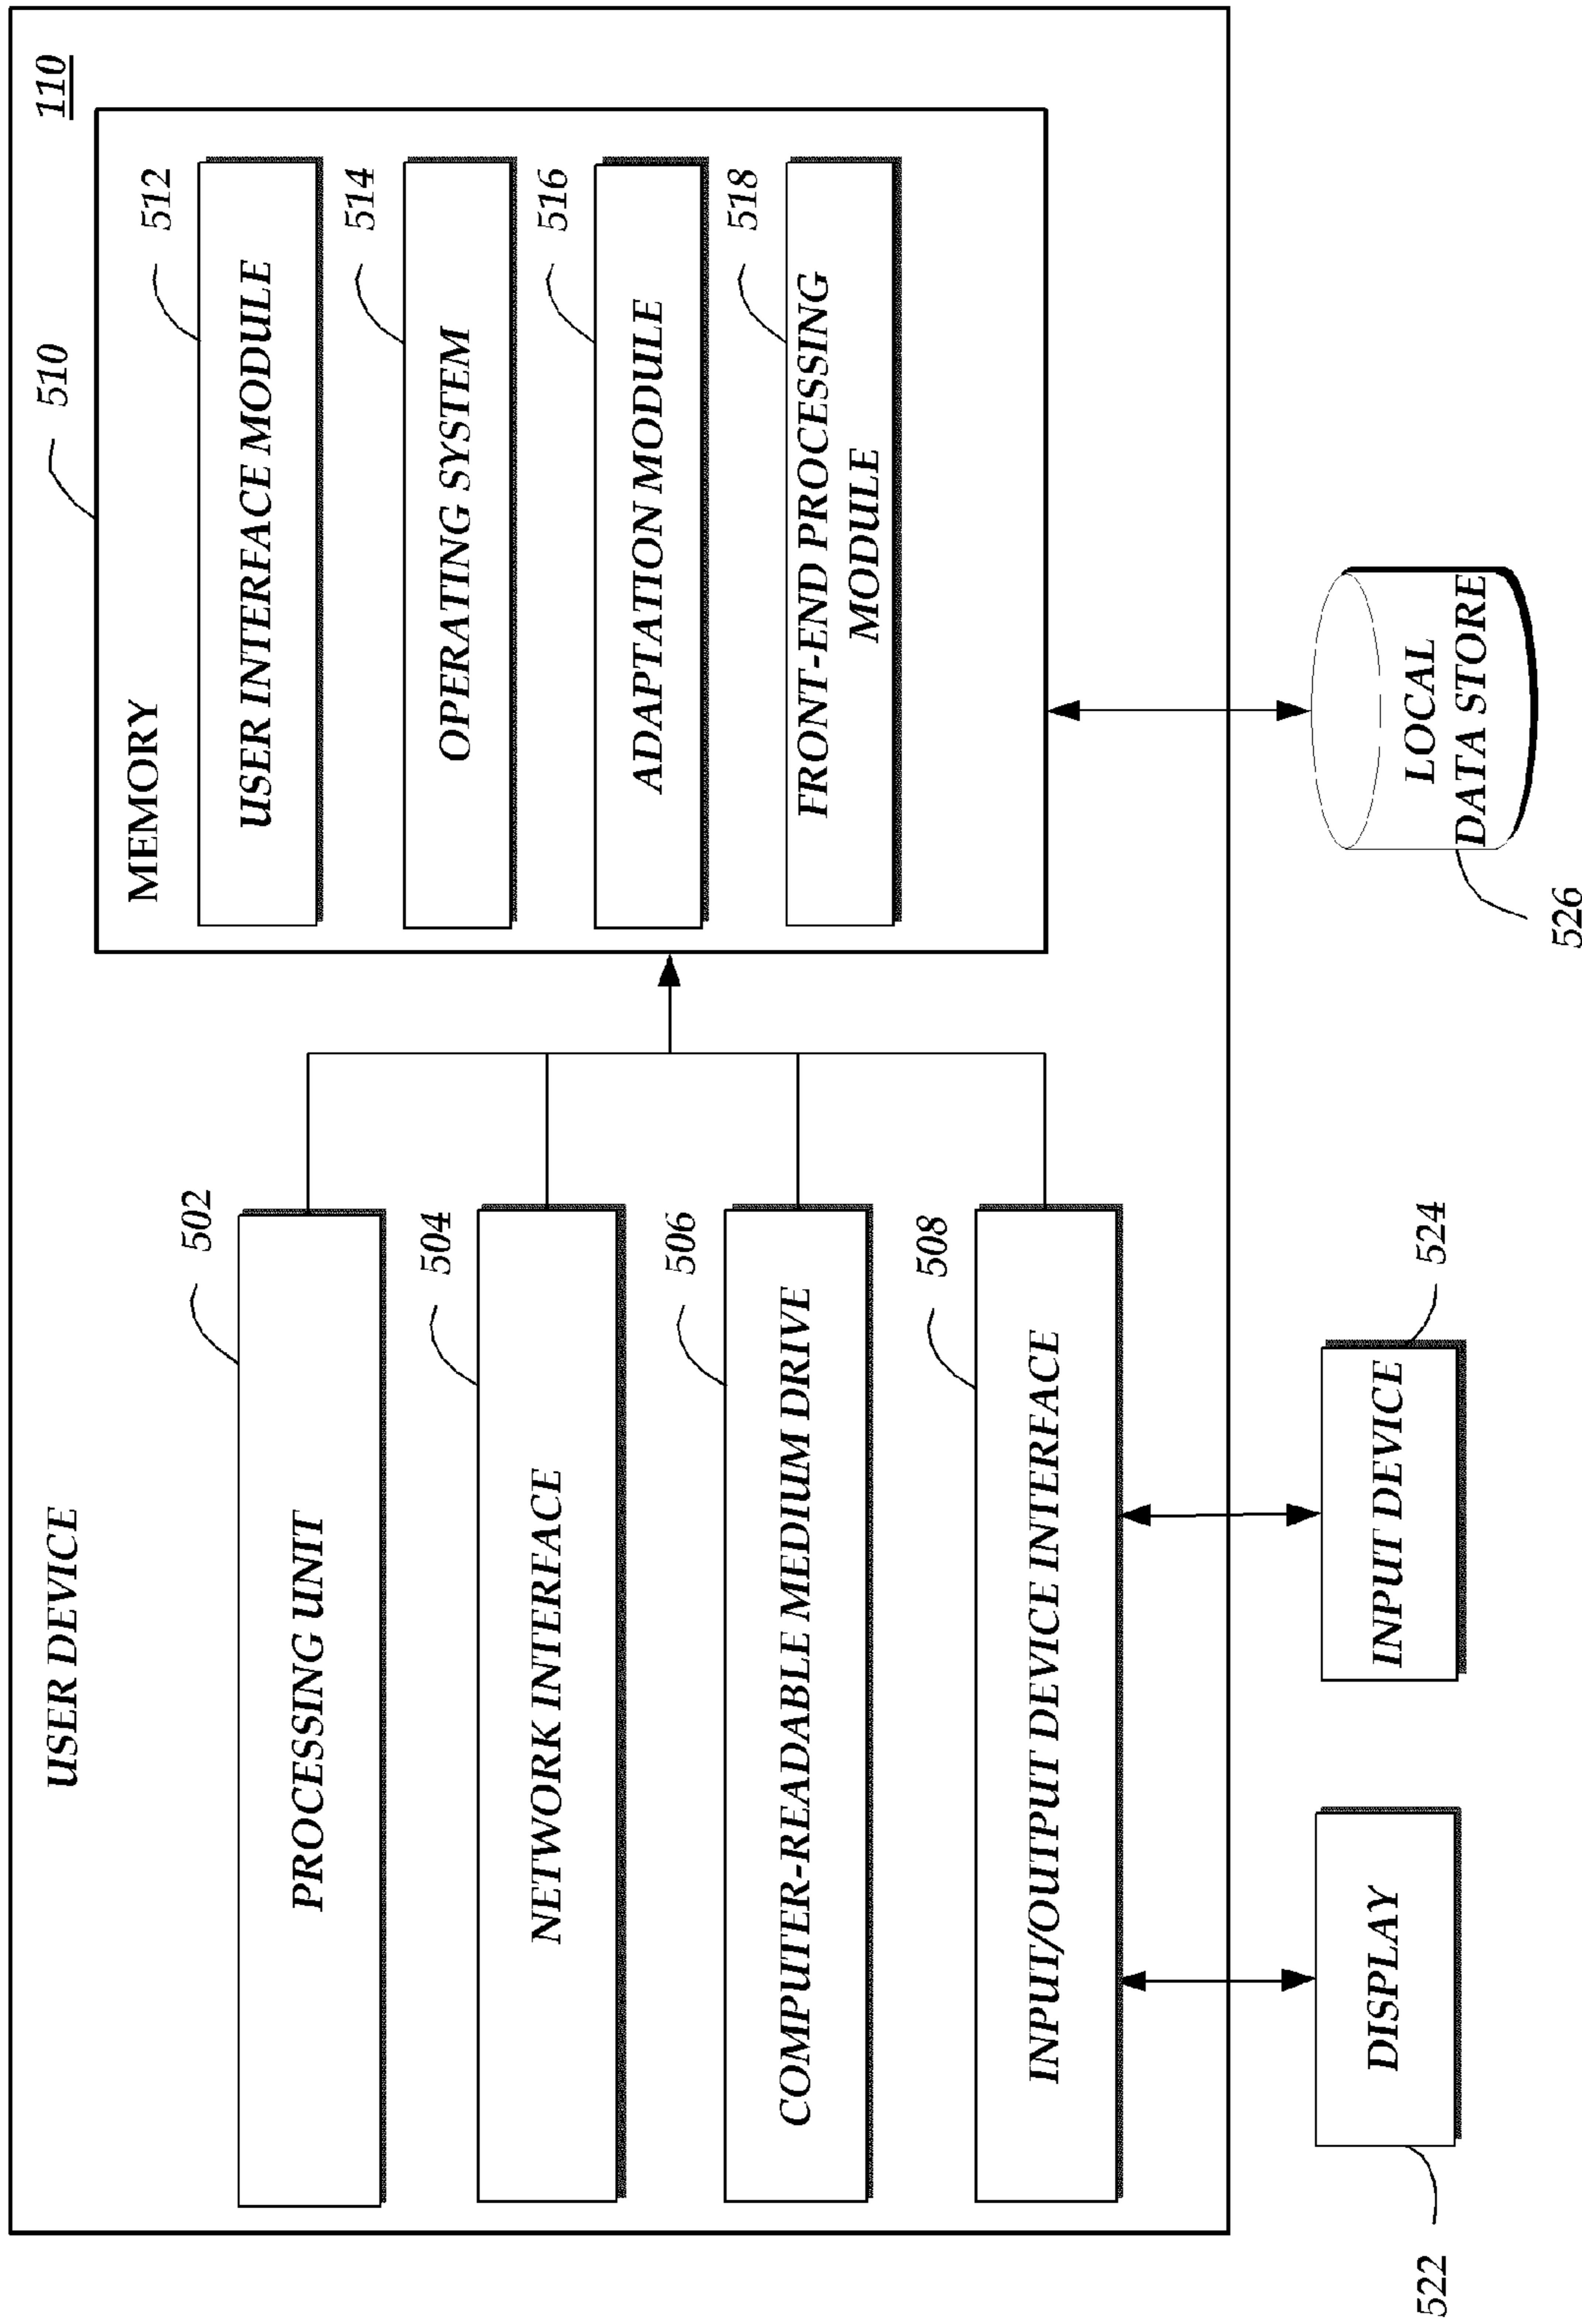 USER DEVICE
110
510
MEMORY
502
PROCESSING UNIT
504
NETWORK INTERFACE
506
COMPUTER-READABLE MEDIUM DRIVE
508
INPUT/OUTPUT DEVICE INTERFACE
512
USER INTERFACE MODULE
514
OPERATING SYSTEM
516
ADAPTATION MODULE
518
FRONT-END PROCESSING
MODULE
522
DISPLAY
INPUT DEVICE
524
526
LOCAL
DATA STORE